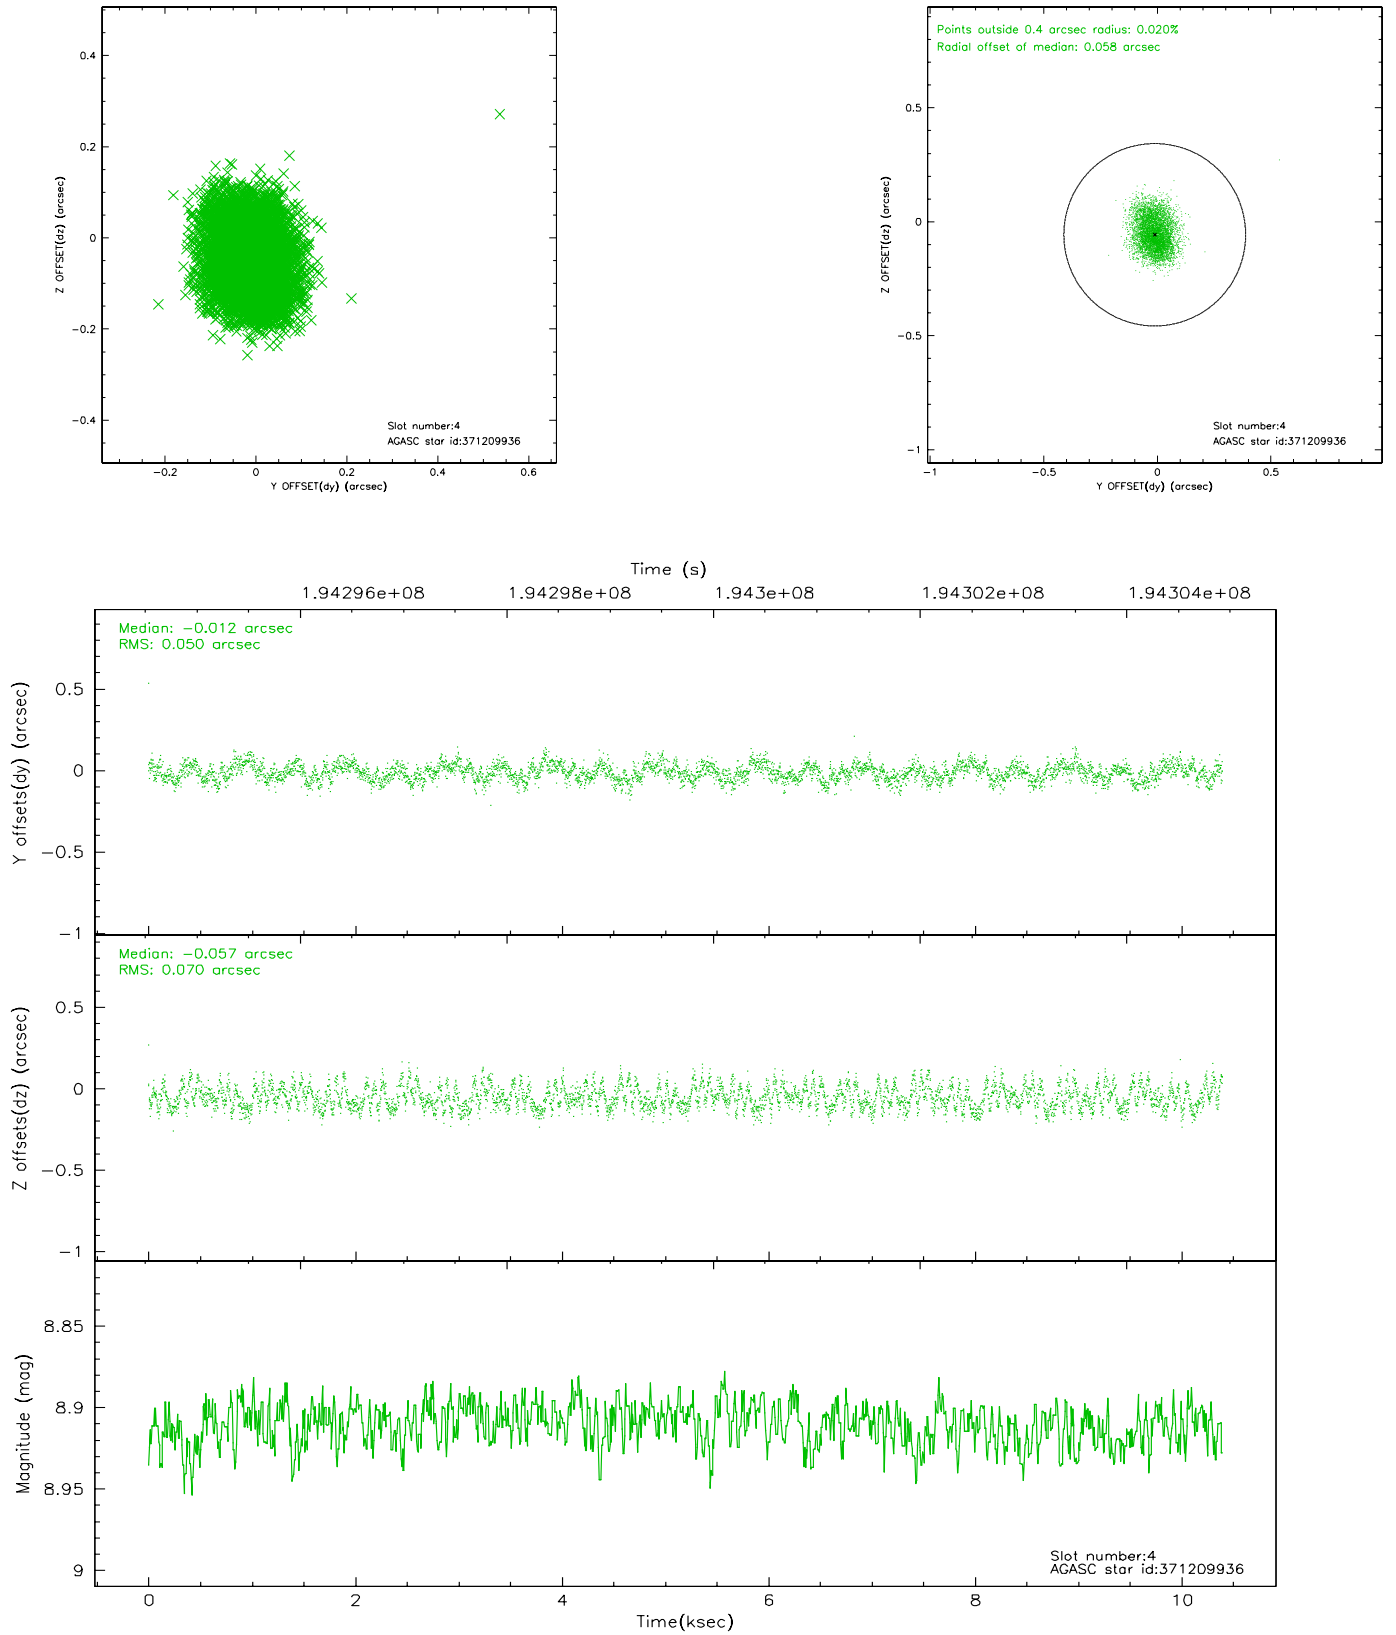 0.4
0.2
0
-0.2
-0.4
Z OFFSET(dz) (arcsec)
Slot number:4
AGASC star id:371209936
-0.2 0 0.2 0.4 0.6
Y OFFSET(dy) (arcsec)
Points outside 0.4 arcsec radius: 0.020%
Radial offset of median: 0.058 arcsec
0.5
0
-0.5
-1
Z OFFSET(dz) (arcsec)
Slot number:4
AGASC star id:371209936
-1 -0.5 0 0.5
Y OFFSET(dy) (arcsec)
Time (s)
1.94296e+08 1.94298e+08 1.943e+08 1.94302e+08 1.94304e+08
Median: -0.012 arcsec
RMS: 0.050 arcsec
0.5
0
-0.5
-1
Y offsets(dy) (arcsec)
Median: -0.057 arcsec
RMS: 0.070 arcsec
0.5
0
-0.5
-1
Z offsets(dz) (arcsec)
8.85
8.9
8.95
9
Magnitude (mag)
Slot number:4
AGASC star id:371209936
0 2 4 6 8 10
Time(ksec)